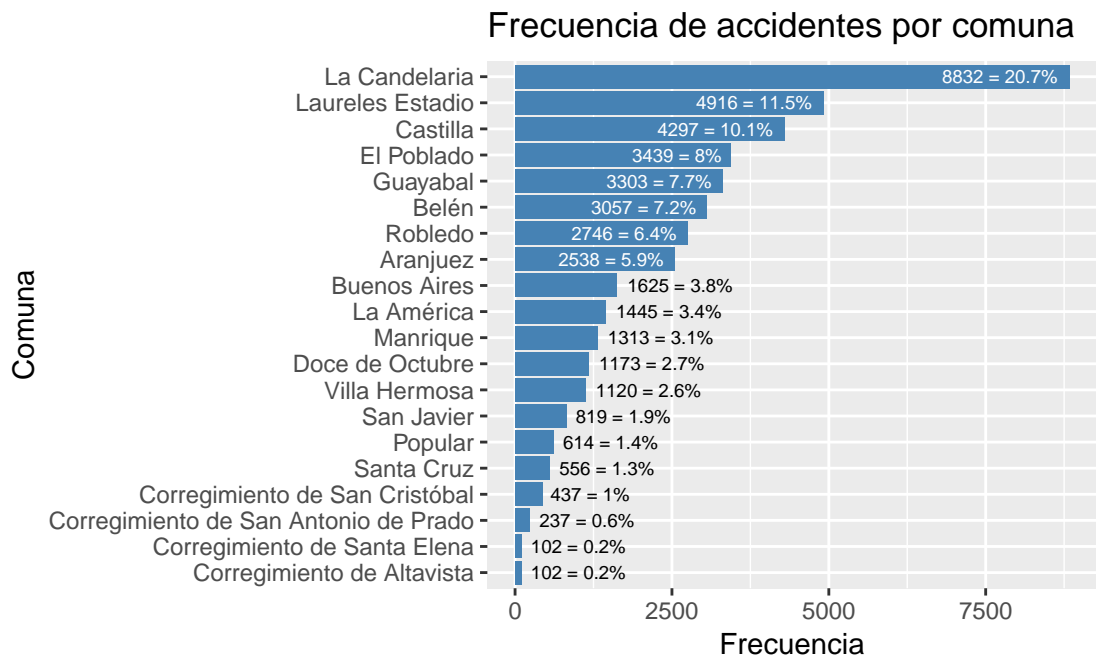 Frecuencia de accidentes por comuna
Comuna
La Candelaria 8832 = 20.7%
Laureles Estadio 4916 = 11.5%
Castilla 4297 = 10.1%
El Poblado 3439 = 8%
Guayabal 3303 = 7.7%
Belén 3057 = 7.2%
Robledo 2746 = 6.4%
Aranjuez 2538 = 5.9%
Buenos Aires 1625 = 3.8%
La América 1445 = 3.4%
Manrique 1313 = 3.1%
Doce de Octubre 1173 = 2.7%
Villa Hermosa 1120 = 2.6%
San Javier 819 = 1.9%
Popular 614 = 1.4%
Santa Cruz 556 = 1.3%
Corregimiento de San Cristóbal 437 = 1%
Corregimiento de San Antonio de Prado 237 = 0.6%
Corregimiento de Santa Elena 102 = 0.2%
Corregimiento de Altavista 102 = 0.2%
0 2500 5000 7500
Frecuencia